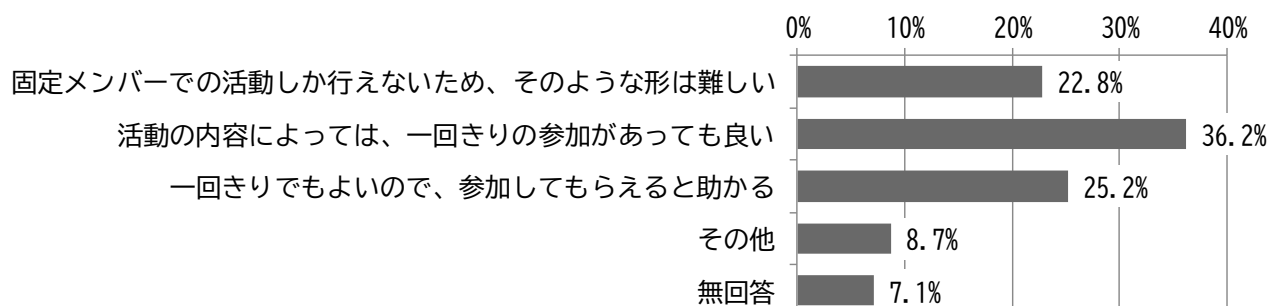 0% 10% 20% 30% 40%
固定メンバーでの活動しか行えないため、そのような形は難しい 22.8%
活動の内容によっては、一回きりの参加があっても良い 36.2%
一回きりでもよいので、参加してもらえると助かる 25.2%
その他 8.7%
無回答 7.1%